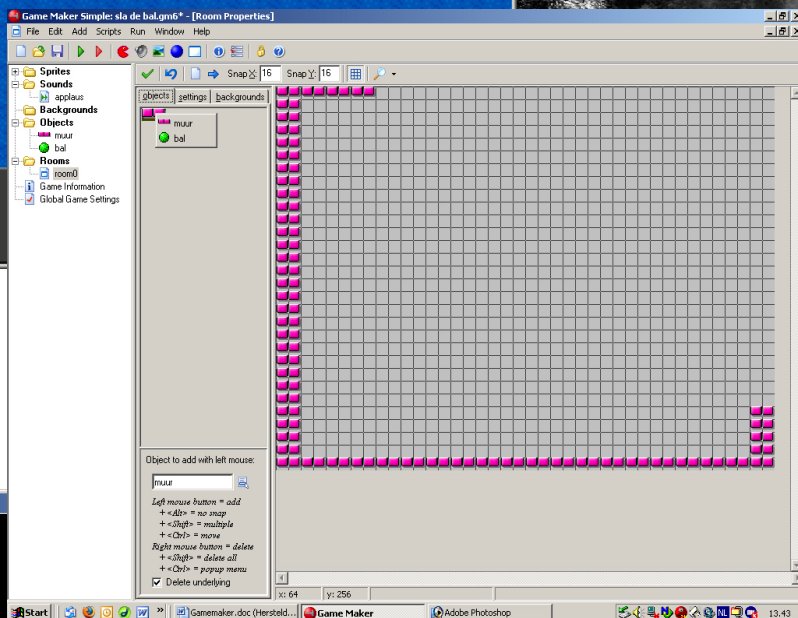 Game Maker Simple: sla de bal.gm6* - [Room Properties]
File Edit Add Scripts Run Window Help
Snap X: 16 Snap Y: 16
Sprites
Sounds
applaus
Backgrounds
Objects
muur
bal
Rooms
room0
Game Information
Global Game Settings
objects settings backgrounds
muur
bal
Object to add with left mouse:
muur
Left mouse button = add
+ <Alt> = no snap
+ <Shift> = multiple
+ <Ctrl> = move
Right mouse button = delete
+ <Shift> = delete all
+ <Ctrl> = popup menu
Delete underlying
x: 64 y: 256
Start Gamemaker.doc (Hersteld... Game Maker Adobe Photoshop NL 13.43